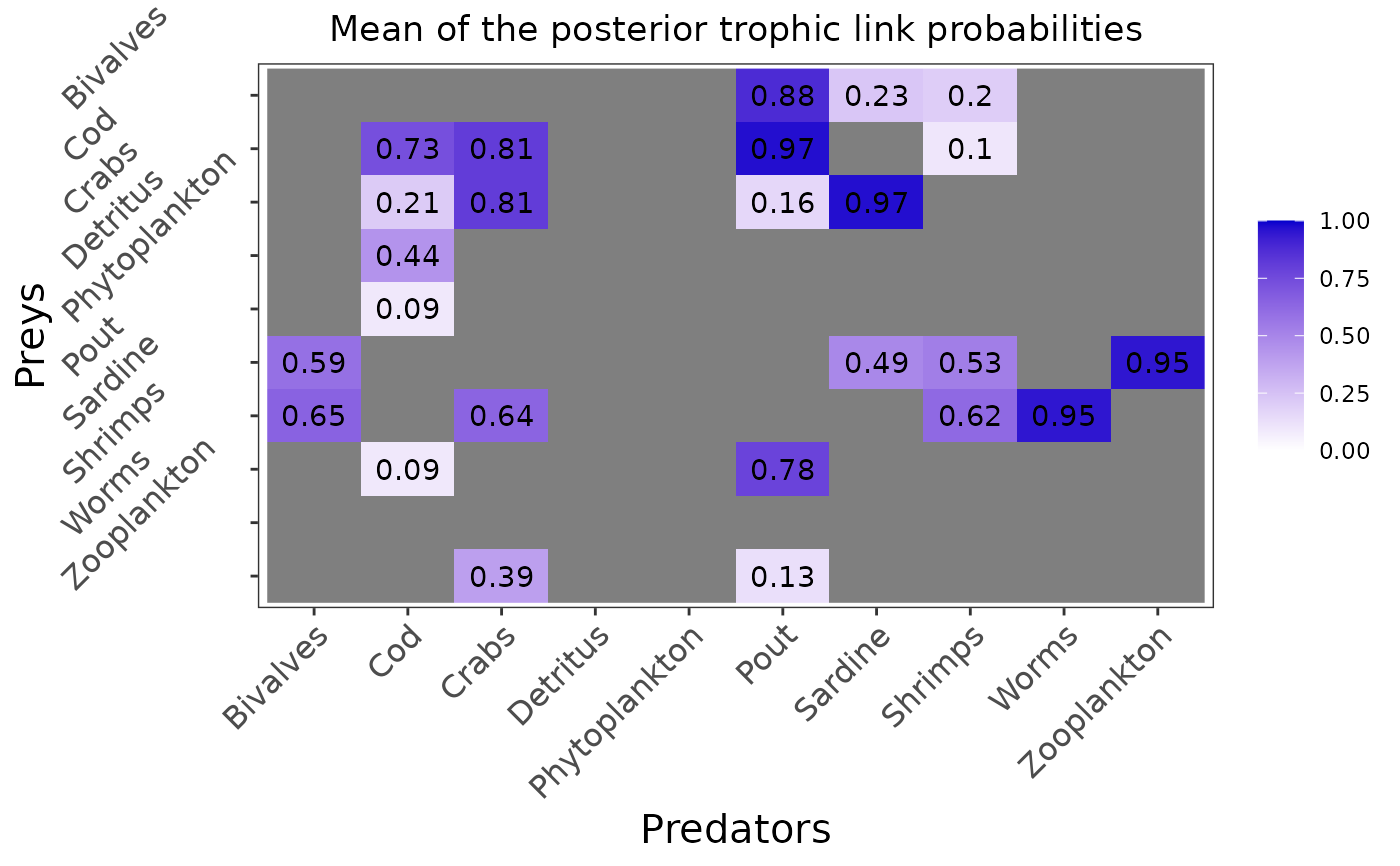 Mean of the posterior trophic link probabilities
Preys
Bivalves
0.88 0.23 0.2
Cod
0.73 0.81 0.97 0.1
Crabs
0.21 0.81 0.16 0.97
Detritus
0.44
Phytoplankton
0.09
Pout
0.59 0.49 0.53 0.95
Sardine
0.65 0.64 0.62 0.95
Shrimps
0.09 0.78
Worms
Zooplankton
0.39 0.13
Bivalves Cod Crabs Detritus Phytoplankton Pout Sardine Shrimps Worms Zooplankton
Predators
1.00
0.75
0.50
0.25
0.00